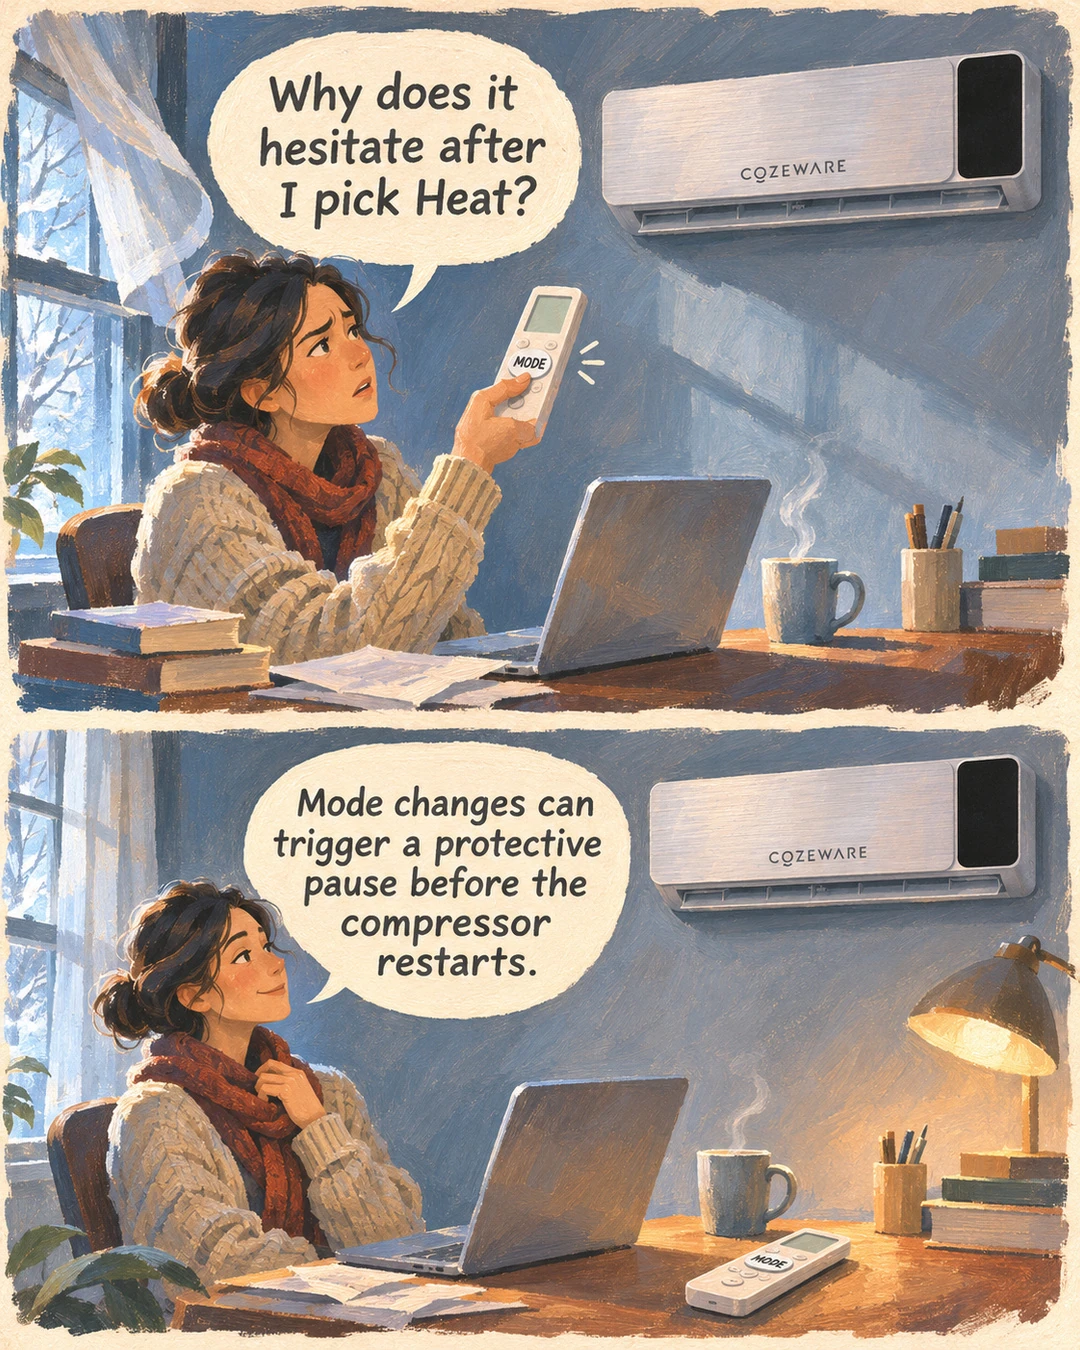 Why does it
hesitate after
I pick Heat?
COZEWARE
MODE
Mode changes can
trigger a protective
pause before the
compressor
restarts.
COZEWARE
MODE